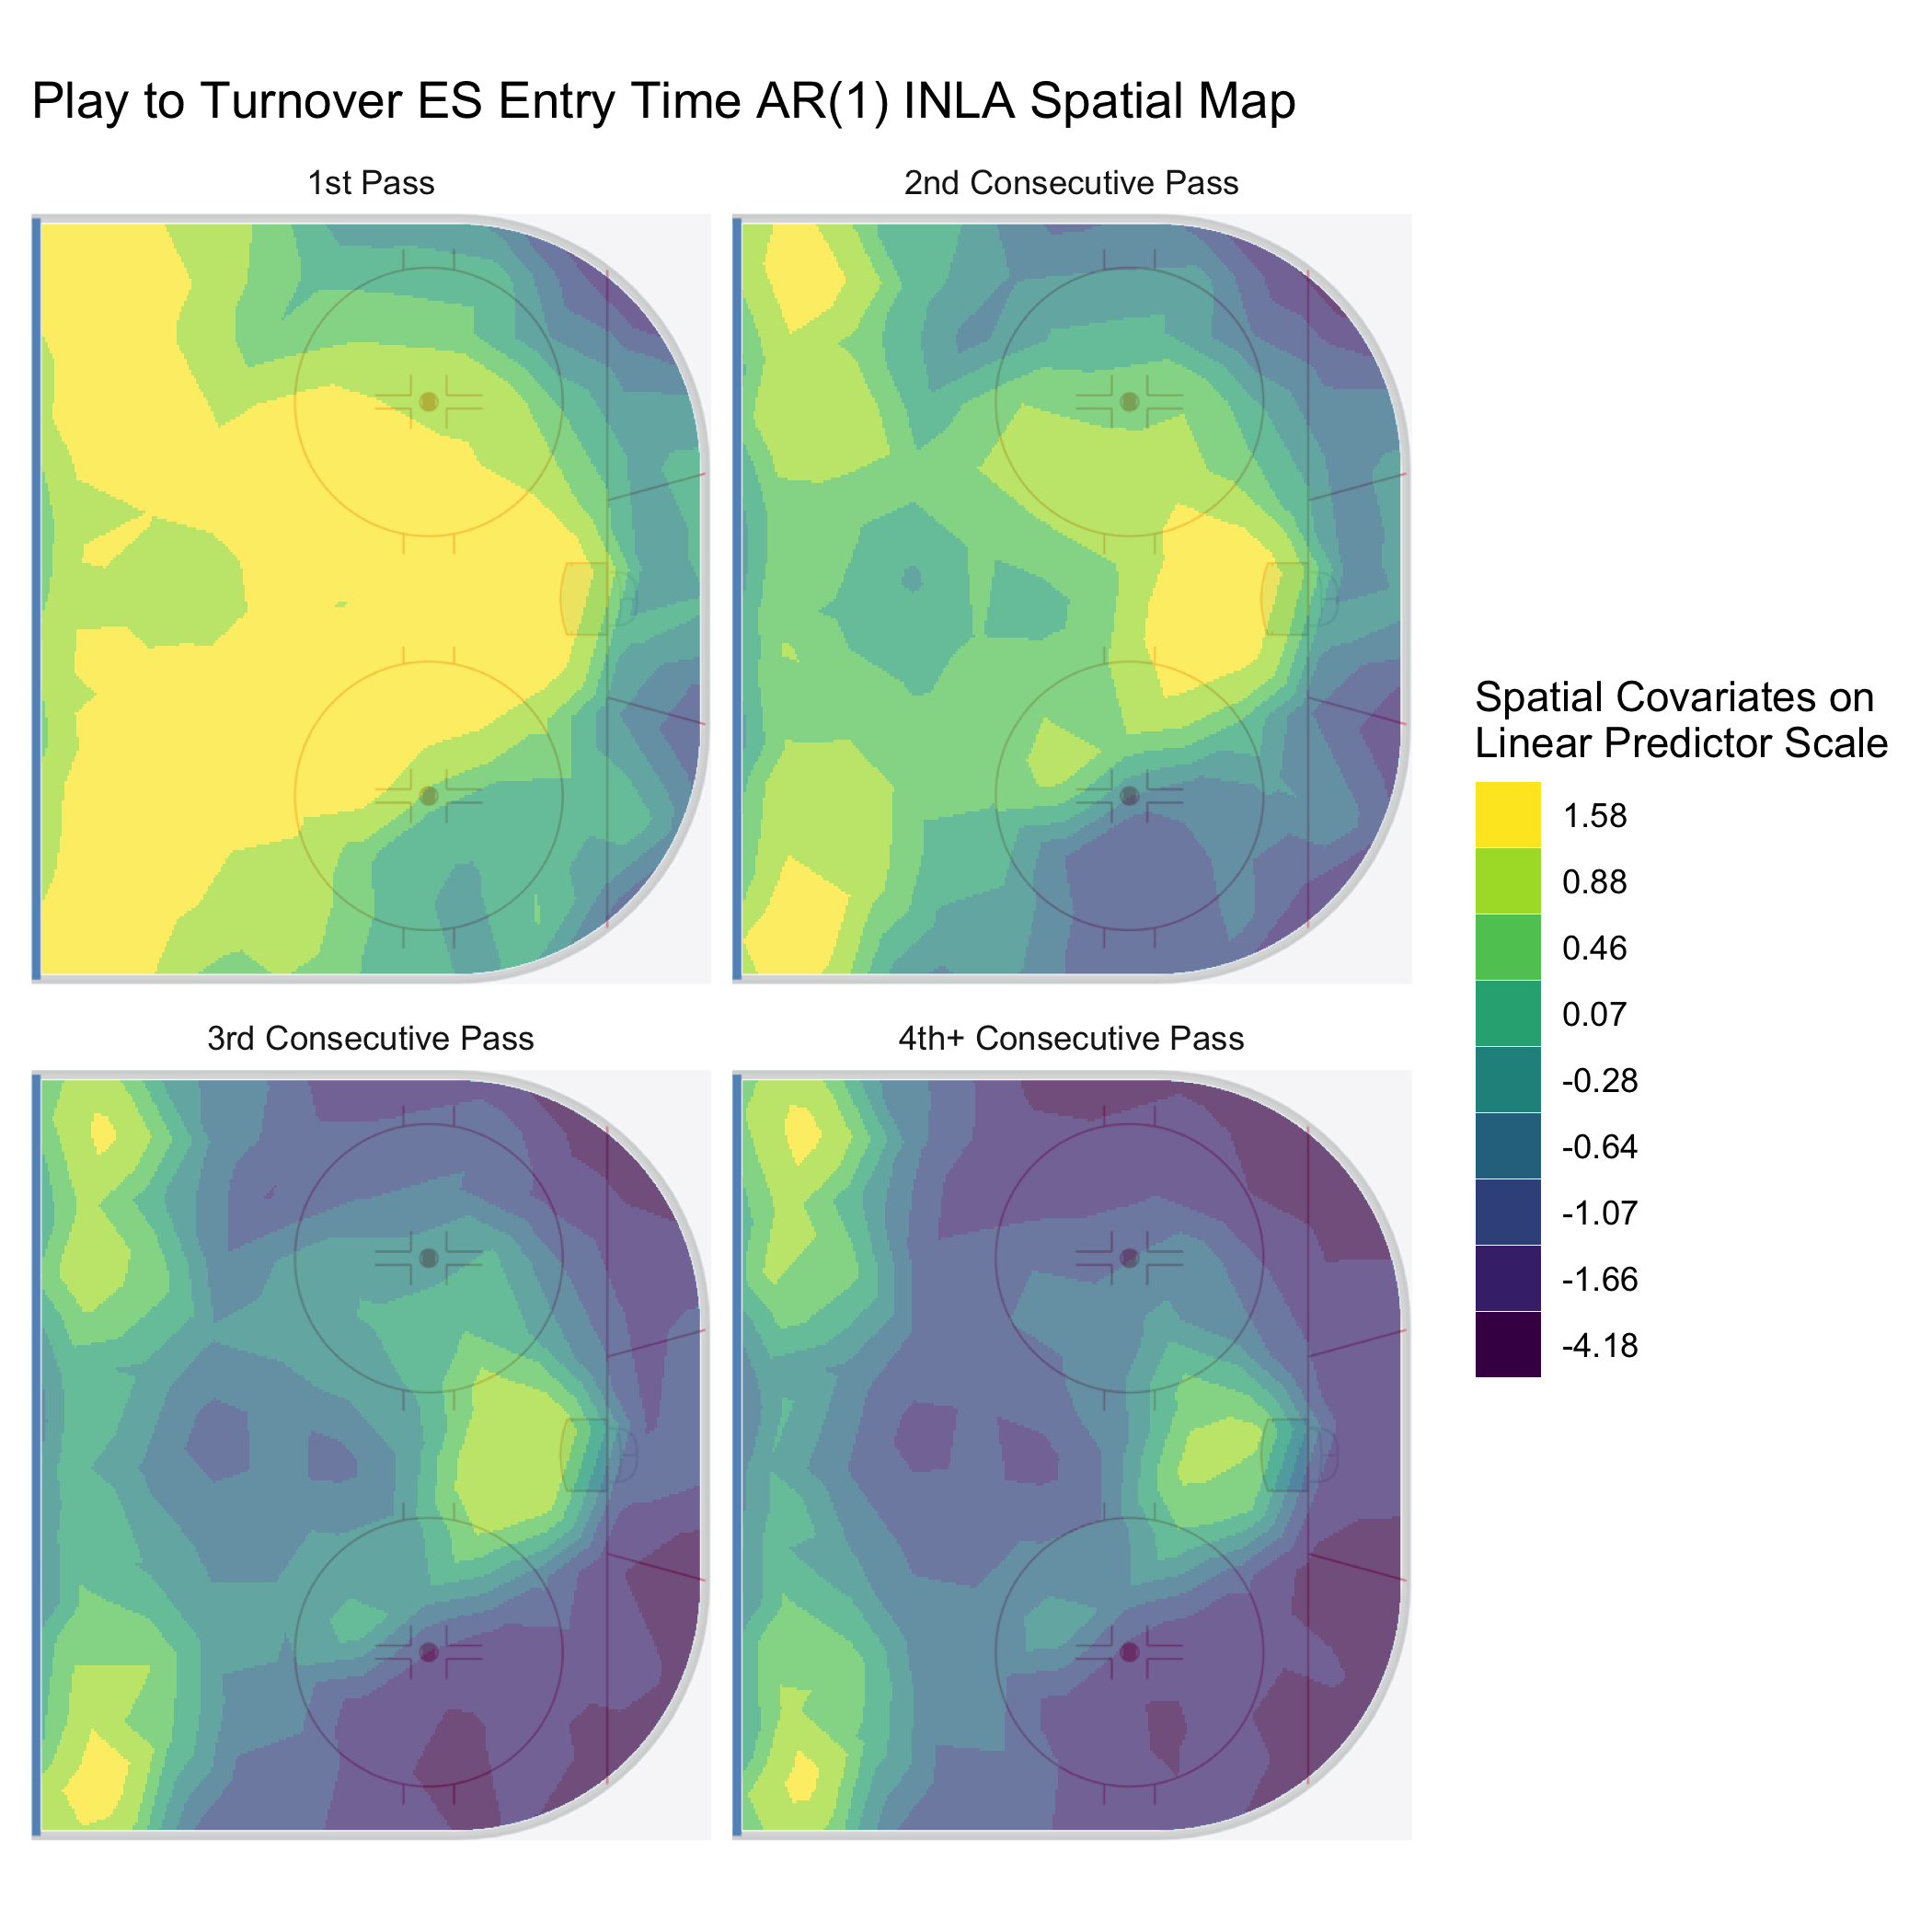 Play to Turnover ES Entry Time AR(1) INLA Spatial Map
1st Pass
2nd Consecutive Pass
3rd Consecutive Pass
4th+ Consecutive Pass
Spatial Covariates on
Linear Predictor Scale
1.58
0.88
0.46
0.07
-0.28
-0.64
-1.07
-1.66
-4.18